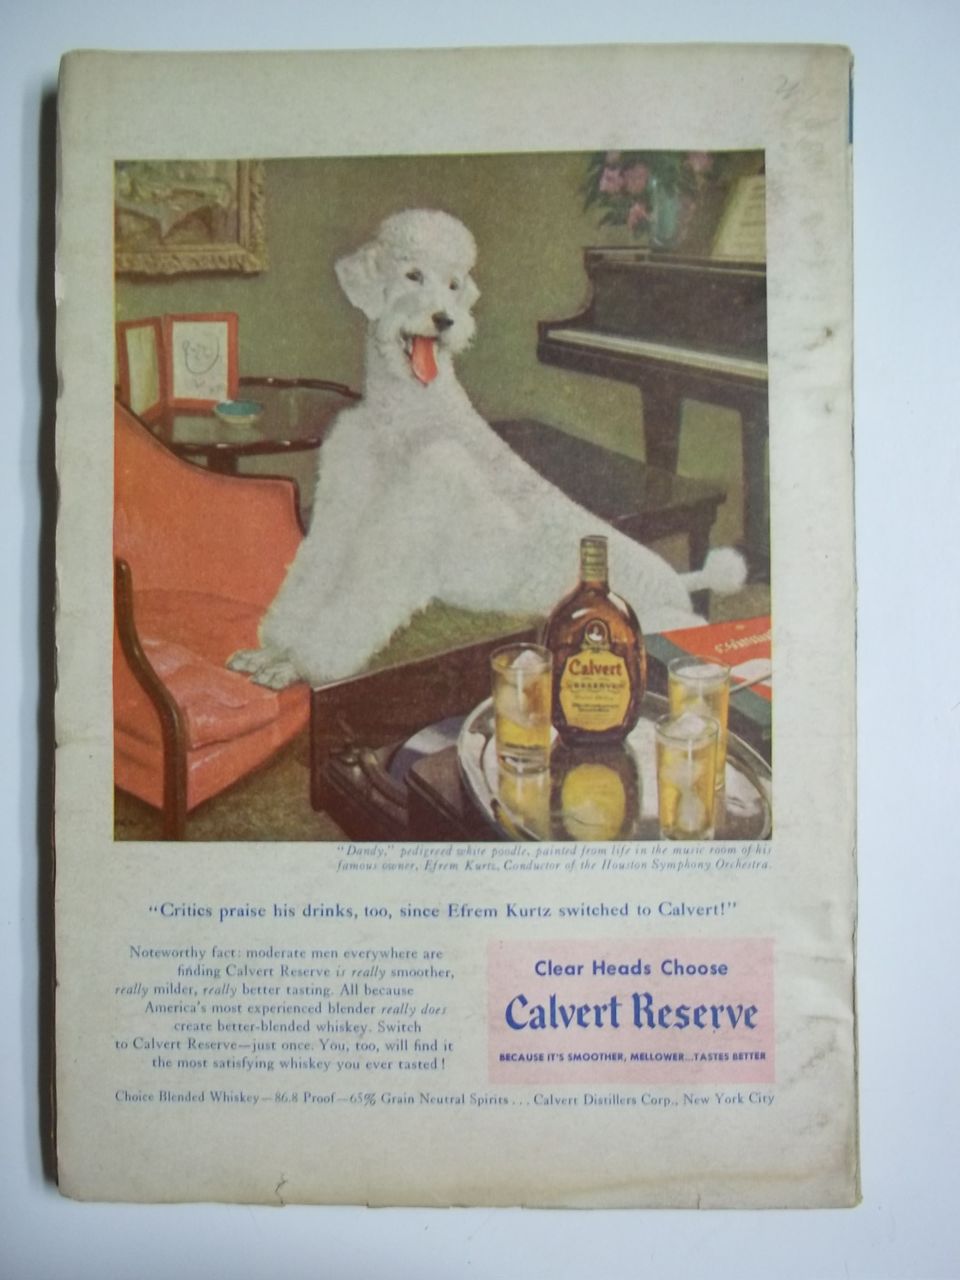 Calvert
RESERVE
"Dandy," pedigreed white poodle, painted from life in the music room of his
famous owner, Efrem Kurtz, Conductor of the Houston Symphony Orchestra.
"Critics praise his drinks, too, since Efrem Kurtz switched to Calvert!"
Noteworthy fact: moderate men everywhere are
finding Calvert Reserve is really smoother,
really milder, really better tasting. All because
America's most experienced blender really does
create better-blended whiskey. Switch
to Calvert Reserve—just once. You, too, will find it
the most satisfying whiskey you ever tasted!
Clear Heads Choose
Calvert Reserve
BECAUSE IT'S SMOOTHER, MELLOWER...TASTES BETTER
Choice Blended Whiskey—86.8 Proof—65% Grain Neutral Spirits . . . Calvert Distillers Corp., New York City